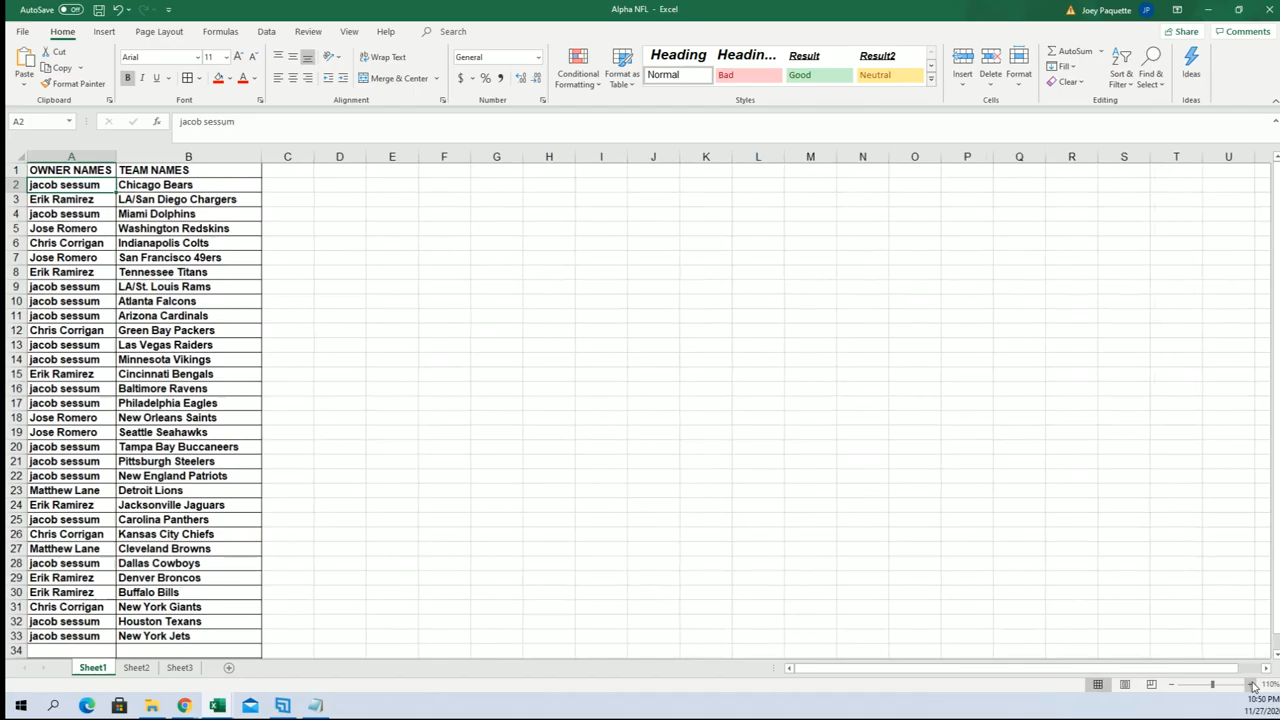 AutoSave Off Alpha NFL - Excel Joey Paquette JP
File Home Insert Page Layout Formulas Data Review View Help Search Share Comments
Paste Cut Copy Format Painter
Arial 11 B I U A A
Wrap Text Merge & Center
General $ % ,
Conditional Formatting Format as Table
Heading Headin... Result Result2
Normal Bad Good Neutral
Insert Delete Format
AutoSum Fill Clear Sort & Filter Find & Select Ideas
Clipboard Font Alignment Number Styles Cells Editing Ideas
A2 fx jacob sessum
A B C D E F G H I J K L M N O P Q R S T U
1 OWNER NAMES TEAM NAMES
2 jacob sessum Chicago Bears
3 Erik Ramirez LA/San Diego Chargers
4 jacob sessum Miami Dolphins
5 Jose Romero Washington Redskins
6 Chris Corrigan Indianapolis Colts
7 Jose Romero San Francisco 49ers
8 Erik Ramirez Tennessee Titans
9 jacob sessum LA/St. Louis Rams
10 jacob sessum Atlanta Falcons
11 jacob sessum Arizona Cardinals
12 Chris Corrigan Green Bay Packers
13 jacob sessum Las Vegas Raiders
14 jacob sessum Minnesota Vikings
15 Erik Ramirez Cincinnati Bengals
16 jacob sessum Baltimore Ravens
17 jacob sessum Philadelphia Eagles
18 Jose Romero New Orleans Saints
19 Jose Romero Seattle Seahawks
20 jacob sessum Tampa Bay Buccaneers
21 jacob sessum Pittsburgh Steelers
22 jacob sessum New England Patriots
23 Matthew Lane Detroit Lions
24 Erik Ramirez Jacksonville Jaguars
25 jacob sessum Carolina Panthers
26 Chris Corrigan Kansas City Chiefs
27 Matthew Lane Cleveland Browns
28 jacob sessum Dallas Cowboys
29 Erik Ramirez Denver Broncos
30 Erik Ramirez Buffalo Bills
31 Chris Corrigan New York Giants
32 jacob sessum Houston Texans
33 jacob sessum New York Jets
34
Sheet1 Sheet2 Sheet3
110%
10:50 PM